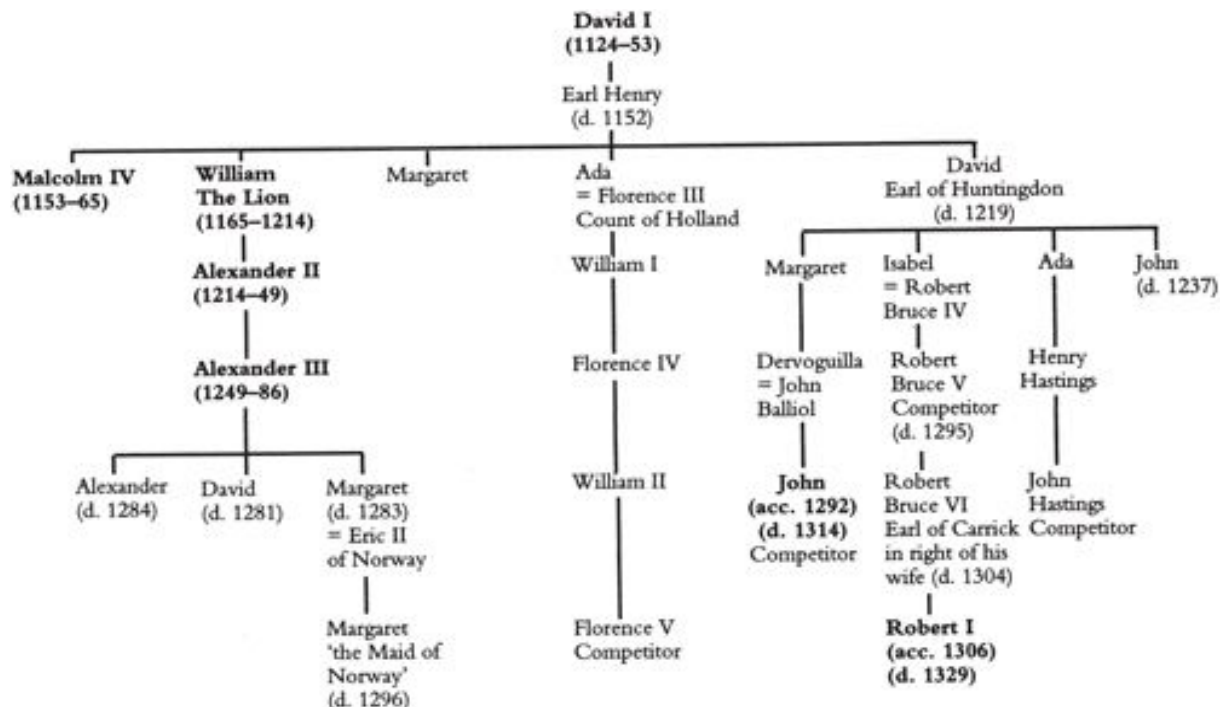 David I
(1124–53)
Earl Henry
(d. 1152)
Malcolm IV
(1153–65)
William
The Lion
(1165–1214)
Margaret
Ada
= Florence III
Count of Holland
David
Earl of Huntingdon
(d. 1219)
Alexander II
(1214–49)
William I
Margaret
Isabel
= Robert
Bruce IV
Ada
John
(d. 1237)
Alexander III
(1249–86)
Florence IV
Dervoguilla
= John
Balliol
Robert
Bruce V
Competitor
(d. 1295)
Henry
Hastings
Alexander
(d. 1284)
David
(d. 1281)
Margaret
(d. 1283)
= Eric II
of Norway
William II
John
(acc. 1292)
(d. 1314)
Competitor
Robert
Bruce VI
Earl of Carrick
in right of his
wife (d. 1304)
John
Hastings
Competitor
Margaret
'the Maid of
Norway'
(d. 1296)
Florence V
Competitor
Robert I
(acc. 1306)
(d. 1329)